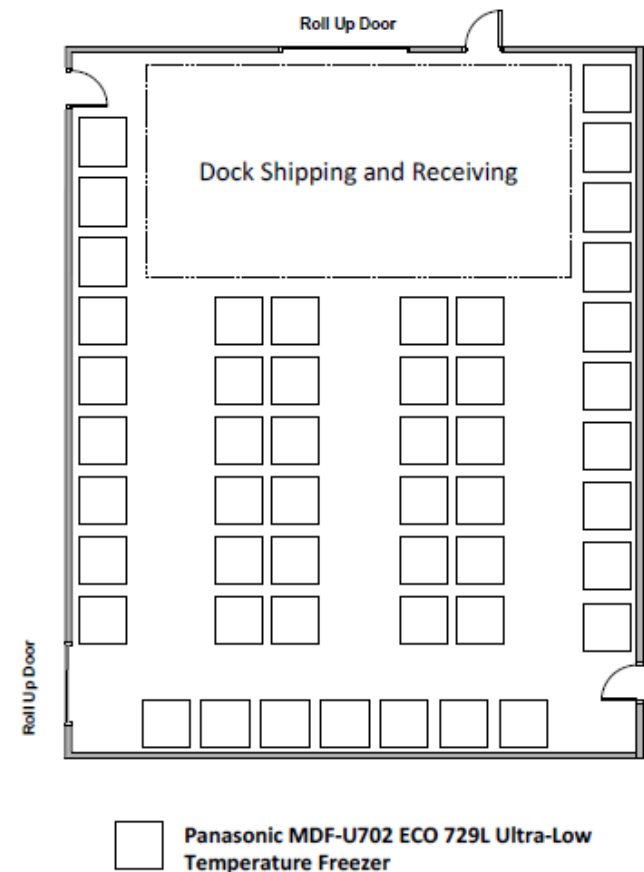 Roll Up Door
Dock Shipping and Receiving
Roll Up Door
Panasonic MDF-U702 ECO 729L Ultra-Low
Temperature Freezer